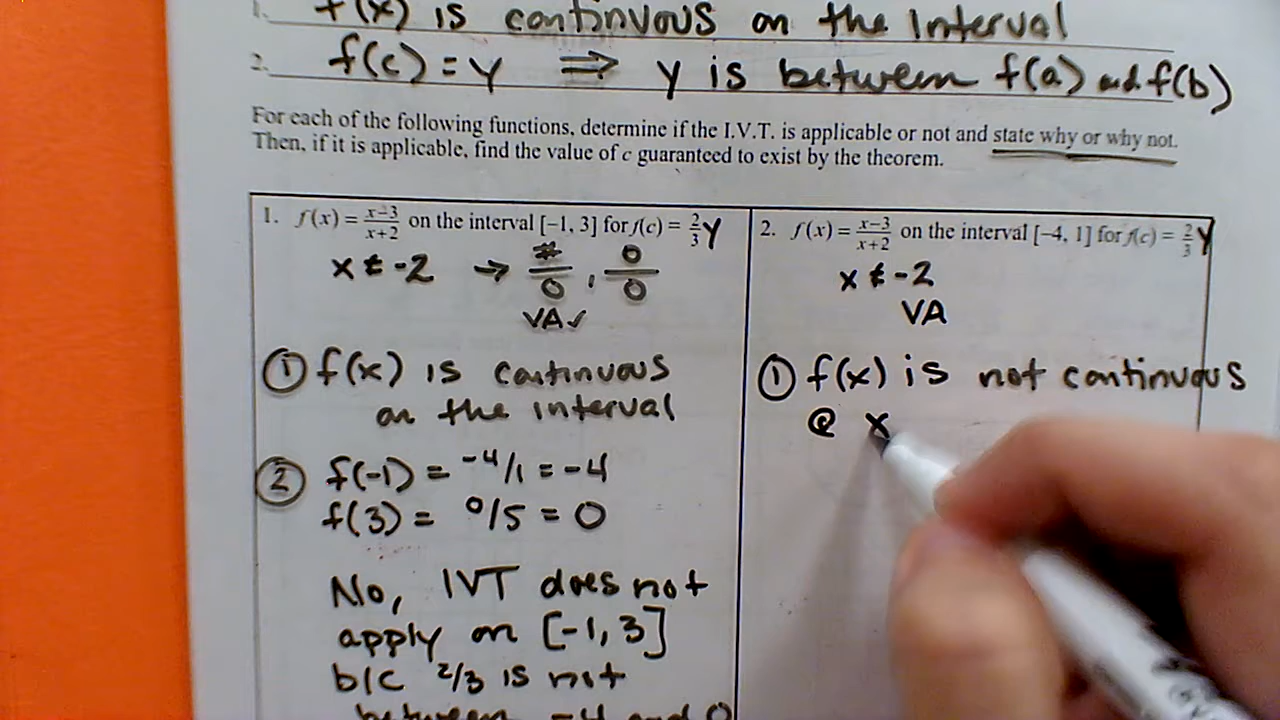 1. f(x) is continuous on the interval
2. f(c) = y ⇒ y is between f(a) and f(b)
For each of the following functions, determine if the I.V.T. is applicable or not and state why or why not.
Then, if it is applicable, find the value of c guaranteed to exist by the theorem.
1. f(x) = x−3/x+2 on the interval [−1, 3] for f(c) = 2/3 Y
x ≠ -2 → #/0 , 0/0
VA✓
① f(x) is continuous
on the interval
② f(-1) = -4/1 = -4
f(3) = 0/5 = 0
No, IVT does not
apply on [-1, 3]
b/c 2/3 is not
between -4 and 0
2. f(x) = x−3/x+2 on the interval [−4, 1] for f(c) = 2/3 Y
x ≠ -2
VA
① f(x) is not continuous
@ x